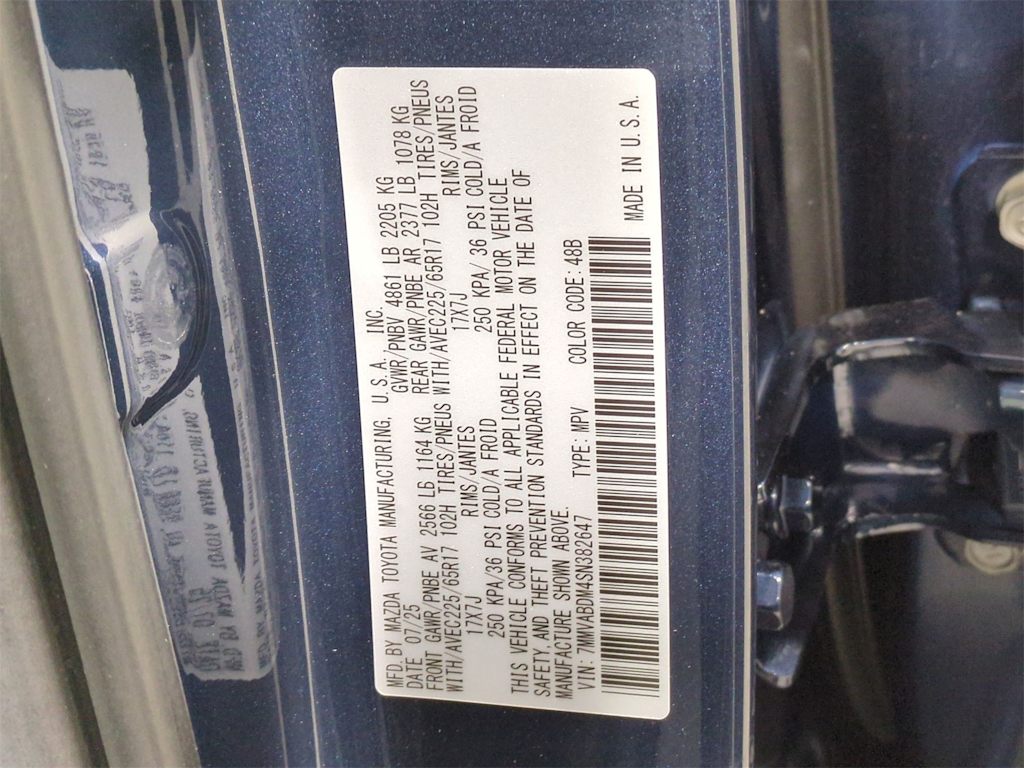 MFD.BY MAZDA TOYOTA MANUFACTURING, U.S.A. INC.
DATE 07/25 GVWR/PNBV 4861 LB 2205 KG
FRONT GAWR/PNBE AV 2566 LB 1164 KG REAR GAWR/PNBE AR 2377 LB 1078 KG
WITH/AVEC225/65R17 102H TIRES/PNEUS WITH/AVEC225/65R17 102H TIRES/PNEUS
17X7J RIMS/JANTES 17X7J RIMS/JANTES
250 KPA/36 PSI COLD/A FROID 250 KPA/ 36 PSI COLD/A FROID
THIS VEHICLE CONFORMS TO ALL APPLICABLE FEDERAL MOTOR VEHICLE
SAFETY,AND THEFT PREVENTION STANDARDS IN EFFECT ON THE DATE OF
MANUFACTURE SHOWN ABOVE.
VIN:7MMVABDM4SN382647 TYPE:MPV COLOR CODE:48B
MADE IN U.S.A.